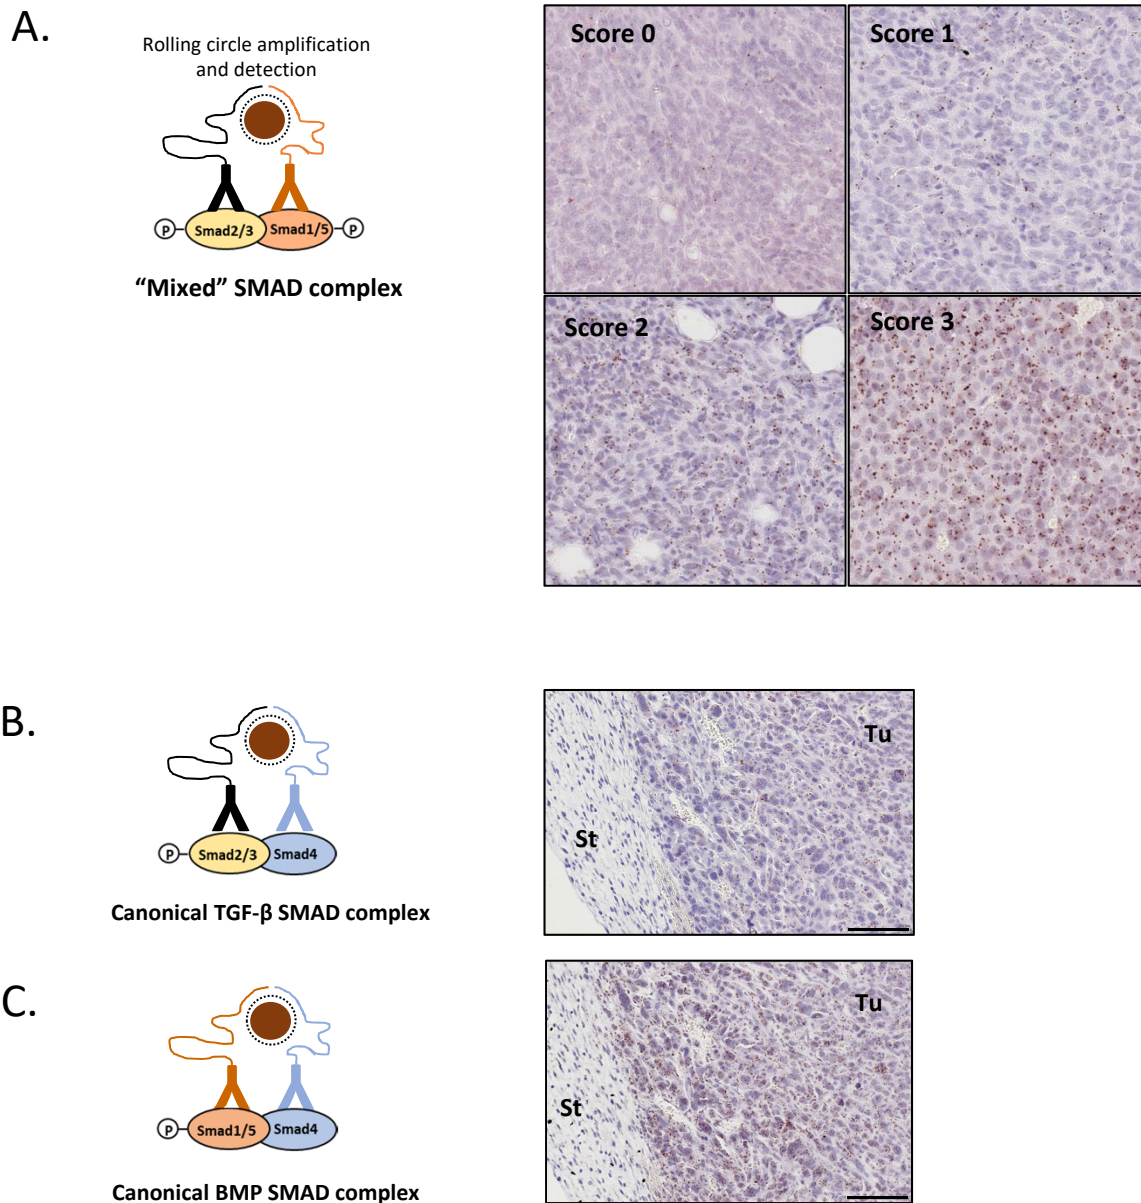 A.
Rolling circle amplification
and detection
P
Smad2/3
Smad1/5
P
“Mixed” SMAD complex
Score 0
Score 1
Score 2
Score 3
B.
P
Smad2/3
Smad4
Canonical TGF-β SMAD complex
St
Tu
C.
P
Smad1/5
Smad4
Canonical BMP SMAD complex
St
Tu